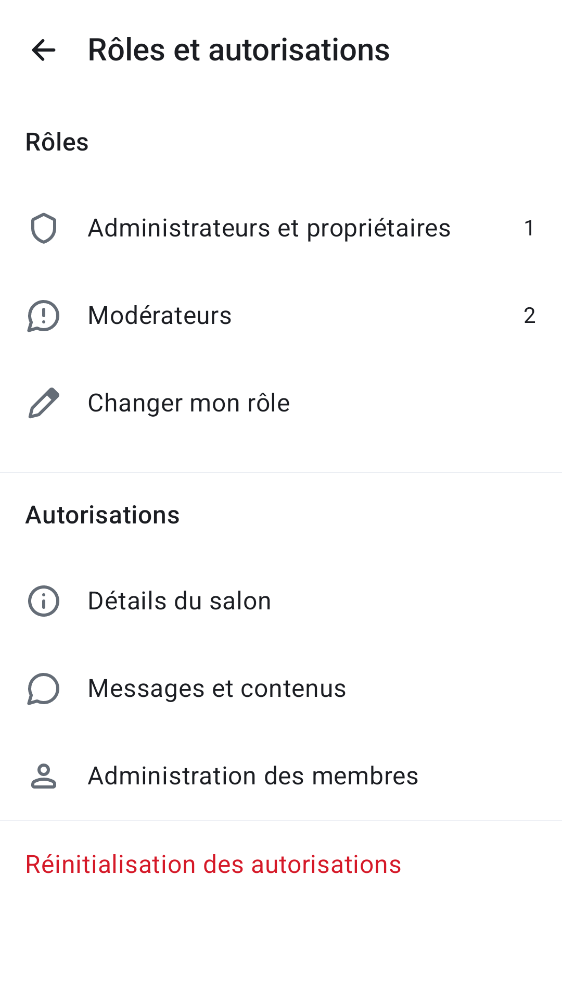 Rôles et autorisations
Rôles
Administrateurs et propriétaires 1
Modérateurs 2
Changer mon rôle
Autorisations
Détails du salon
Messages et contenus
Administration des membres
Réinitialisation des autorisations